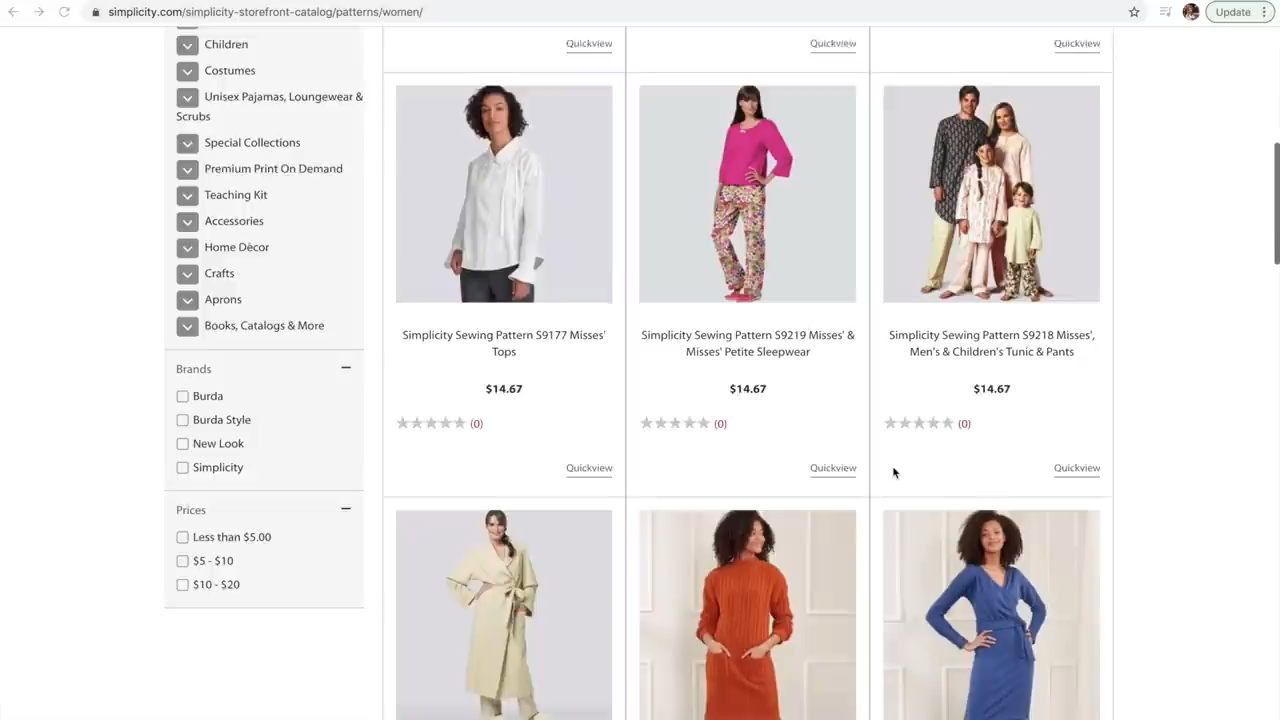 simplicity.com/simplicity-storefront-catalog/patterns/women/
Update
Children
Costumes
Unisex Pajamas, Loungewear &
Scrubs
Special Collections
Premium Print On Demand
Teaching Kit
Accessories
Home Dècor
Crafts
Aprons
Books, Catalogs & More
Brands
Burda
Burda Style
New Look
Simplicity
Prices
Less than $5.00
$5 - $10
$10 - $20
Quickview
Quickview
Quickview
Simplicity Sewing Pattern S9177 Misses'
Tops
$14.67
(0)
Quickview
Simplicity Sewing Pattern S9219 Misses' &
Misses' Petite Sleepwear
$14.67
(0)
Quickview
Simplicity Sewing Pattern S9218 Misses',
Men's & Children's Tunic & Pants
$14.67
(0)
Quickview